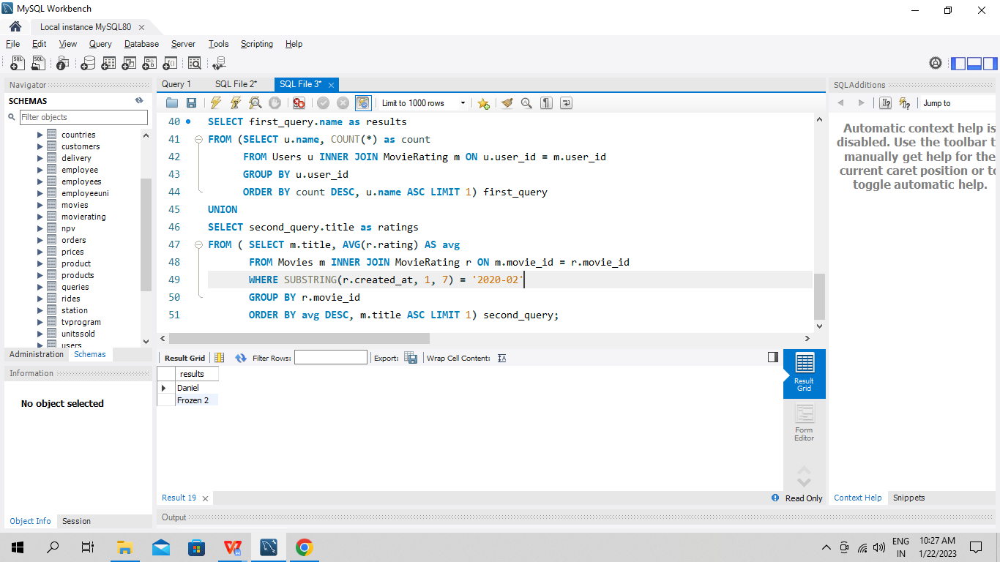 MySQL Workbench
Local instance MySQL80
File Edit View Query Database Server Tools Scripting Help
Navigator
SCHEMAS
Filter objects
countries
customers
delivery
employee
employees
employeeuni
movies
movierating
npv
orders
prices
product
products
queries
rides
station
tvprogram
unitssold
users
Administration Schemas
Information
No object selected
Object Info Session
Query 1 SQL File 2* SQL File 3*
Limit to 1000 rows
40 SELECT first_query.name as results
41 FROM (SELECT u.name, COUNT(*) as count
42 FROM Users u INNER JOIN MovieRating m ON u.user_id = m.user_id
43 GROUP BY u.user_id
44 ORDER BY count DESC, u.name ASC LIMIT 1) first_query
45 UNION
46 SELECT second_query.title as ratings
47 FROM ( SELECT m.title, AVG(r.rating) AS avg
48 FROM Movies m INNER JOIN MovieRating r ON m.movie_id = r.movie_id
49 WHERE SUBSTRING(r.created_at, 1, 7) = '2020-02'
50 GROUP BY r.movie_id
51 ORDER BY avg DESC, m.title ASC LIMIT 1) second_query;
Result Grid Filter Rows: Export: Wrap Cell Content:
results
Daniel
Frozen 2
Result Grid
Form Editor
Result 19
Read Only
Output
SQLAdditions
Jump to
Automatic context help is
disabled. Use the toolbar t
manually get help for the
current caret position or to
toggle automatic help.
Context Help Snippets
ENG
IN
10:27 AM
1/22/2023